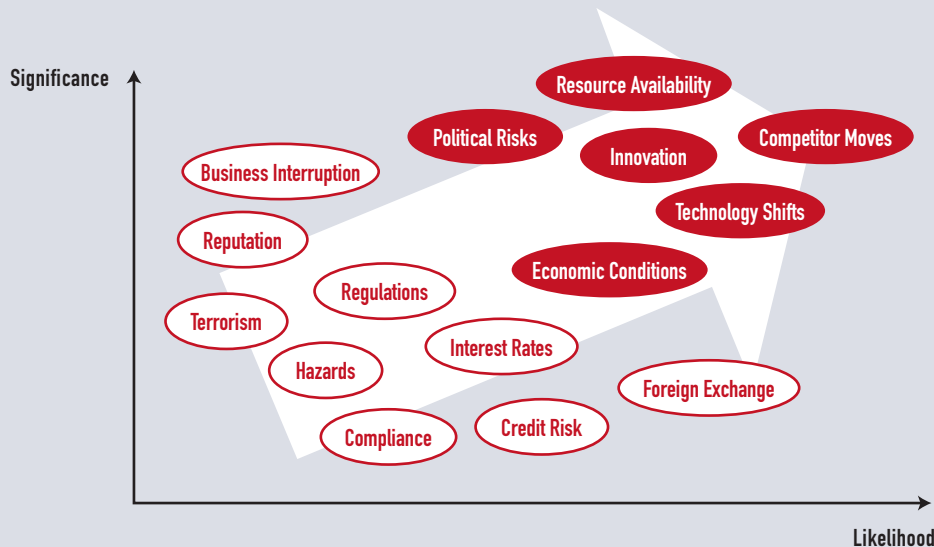 Significance
Resource Availability
Political Risks
Competitor Moves
Innovation
Business Interruption
Technology Shifts
Reputation
Economic Conditions
Regulations
Terrorism
Interest Rates
Hazards
Foreign Exchange
Credit Risk
Compliance
Likelihood